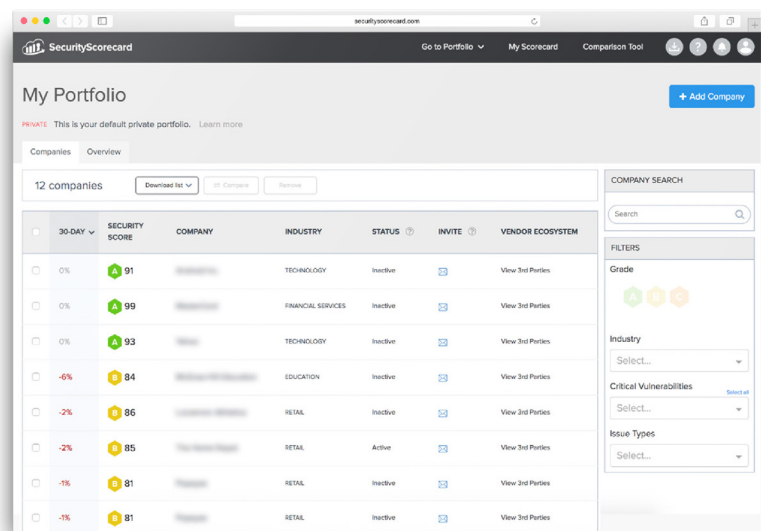 securityscorecard.com
SecurityScorecard
Go to Portfolio
My Scorecard
Comparison Tool
My Portfolio
+ Add Company
PRIVATE This is your default private portfolio. Learn more
Companies
Overview
12 companies
Download list
Compare
Remove
COMPANY SEARCH
Search
30-DAY
SECURITY SCORE
COMPANY
INDUSTRY
STATUS ?
INVITE ?
VENDOR ECOSYSTEM
0% A 91 TECHNOLOGY Inactive View 3rd Parties
0% A 99 FINANCIAL SERVICES Inactive View 3rd Parties
0% A 93 TECHNOLOGY Inactive View 3rd Parties
-6% B 84 EDUCATION Inactive View 3rd Parties
-2% B 86 RETAIL Inactive View 3rd Parties
-2% B 85 RETAIL Active View 3rd Parties
-1% B 81 RETAIL Inactive View 3rd Parties
-1% B 81 RETAIL Inactive View 3rd Parties
FILTERS
Grade
A B C
Industry
Select...
Critical Vulnerabilities
Select all
Select...
Issue Types
Select...